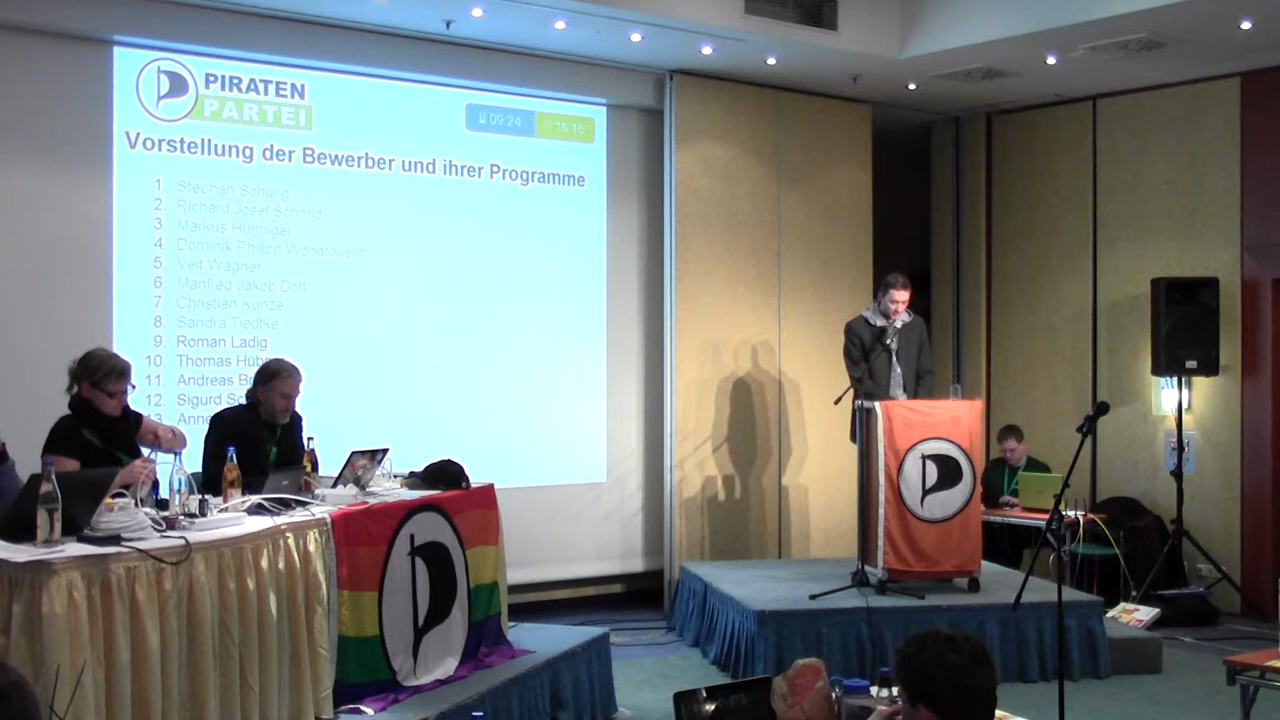 PIRATEN
PARTEI
09:24
16:16
Vorstellung der Bewerber und ihrer Programme
1. Stephan Schurig
2. Richard Josef Schmid
3. Markus Hünniger
4. Dominik Philipp Wondrousch
5. Veit Wagner
6. Manfred Jakob Dott
7. Christian Kunze
8. Sandra Tiedtke
9. Roman Ladig
10. Thomas
11. Andreas
12. Sigurd
13. Anne